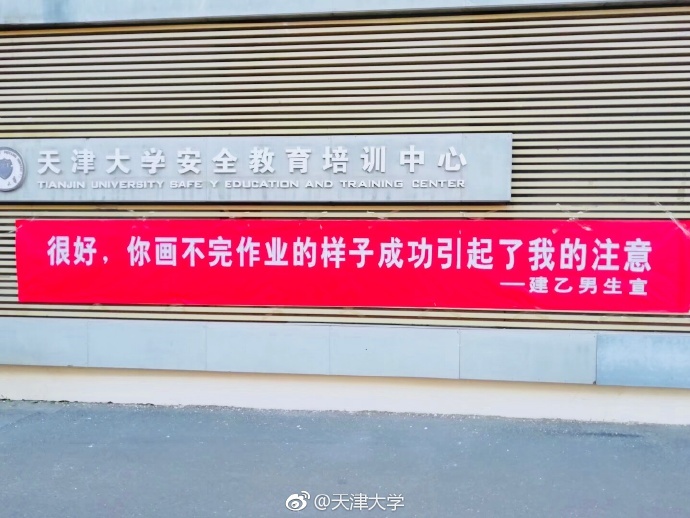 天津大学安全教育培训中心
TIANJIN UNIVERSITY SAFE Y EDUCATION AND TRAINING CENTER
很好，你画不完作业的样子成功引起了我的注意
—建乙男生宣
@天津大学